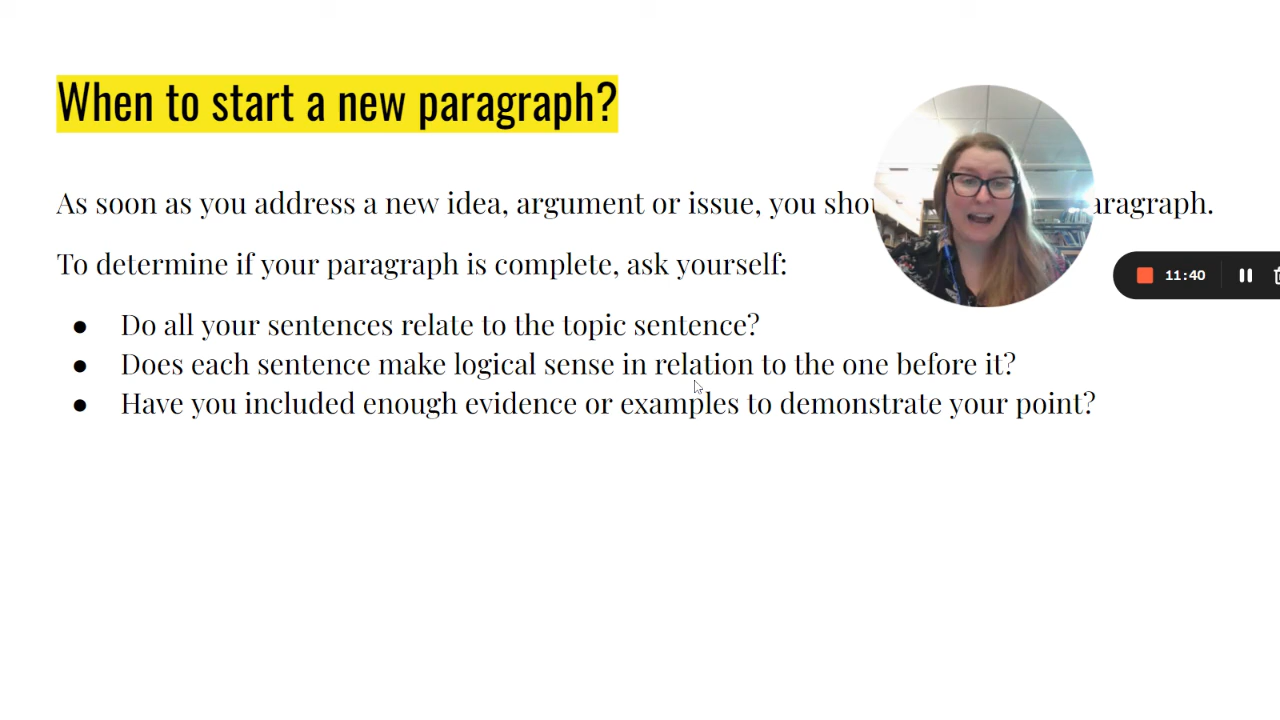 When to start a new paragraph?
As soon as you address a new idea, argument or issue, you
To determine if your paragraph is complete, ask yourself:
11:40
● Do all your sentences relate to the topic sentence?
● Does each sentence make logical sense in relation to the one before it?
● Have you included enough evidence or examples to demonstrate your point?